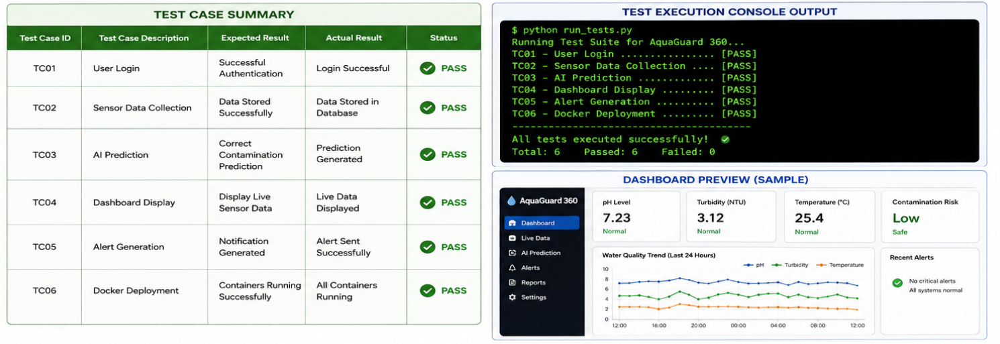 TEST CASE SUMMARY
Test Case ID Test Case Description Expected Result Actual Result Status
TC01 User Login Successful Authentication Login Successful PASS
TC02 Sensor Data Collection Data Stored Successfully Data Stored in Database PASS
TC03 AI Prediction Correct Contamination Prediction Prediction Generated PASS
TC04 Dashboard Display Display Live Sensor Data Live Data Displayed PASS
TC05 Alert Generation Notification Generated Alert Sent Successfully PASS
TC06 Docker Deployment Containers Running Successfully All Containers Running PASS
TEST EXECUTION CONSOLE OUTPUT
$ python run_tests.py
Running Test Suite for AquaGuard 360...
TC01 – User Login ................ [PASS]
TC02 – Sensor Data Collection .... [PASS]
TC03 – AI Prediction ............. [PASS]
TC04 – Dashboard Display ......... [PASS]
TC05 – Alert Generation .......... [PASS]
TC06 – Docker Deployment ......... [PASS]
----------------------------------------
All tests executed successfully!
Total: 6 Passed: 6 Failed: 0
DASHBOARD PREVIEW (SAMPLE)
AquaGuard 360
Dashboard
Live Data
AI Prediction
Alerts
Reports
Settings
pH Level
7.23
Normal
Turbidity (NTU)
3.12
Normal
Temperature (°C)
25.4
Normal
Contamination Risk
Low
Safe
Water Quality Trend (Last 24 Hours)
pH Turbidity Temperature
10
8
6
4
2
0
12:00 16:00 20:00 00:00 04:00 08:00 12:00
Recent Alerts
No critical alerts
All systems normal